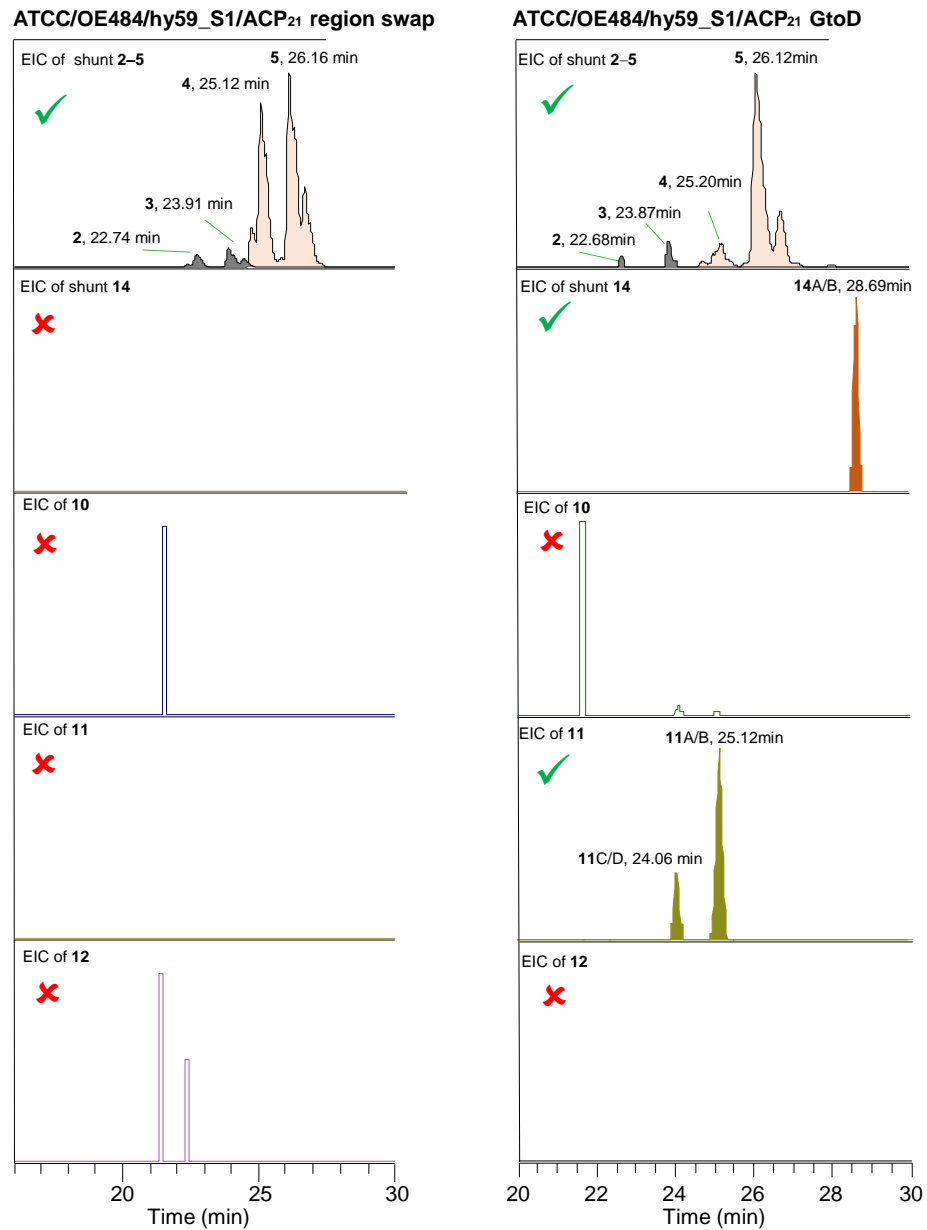 ATCC/OE484/hy59_S1/ACP21 region swap
EIC of shunt 2–5
5, 26.16 min
4, 25.12 min
3, 23.91 min
2, 22.74 min
EIC of shunt 14
EIC of 10
EIC of 11
EIC of 12
20 25 30
Time (min)
ATCC/OE484/hy59_S1/ACP21 GtoD
EIC of shunt 2–5
5, 26.12min
4, 25.20min
3, 23.87min
2, 22.68min
EIC of shunt 14
14A/B, 28.69min
EIC of 10
EIC of 11
11A/B, 25.12min
11C/D, 24.06 min
EIC of 12
20 22 24 26 28 30
Time (min)